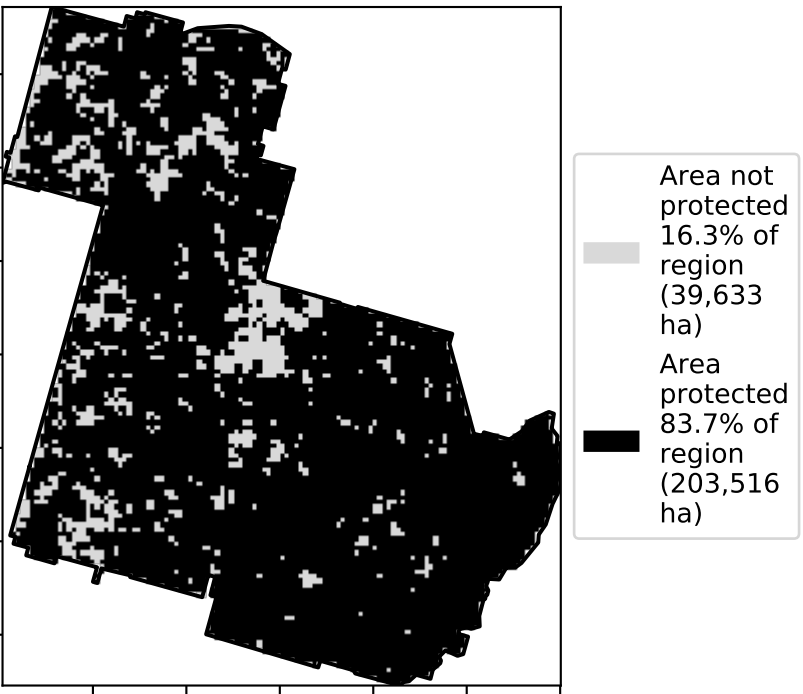 Area not
protected
16.3% of
region
(39,633
ha)
Area
protected
83.7% of
region
(203,516
ha)